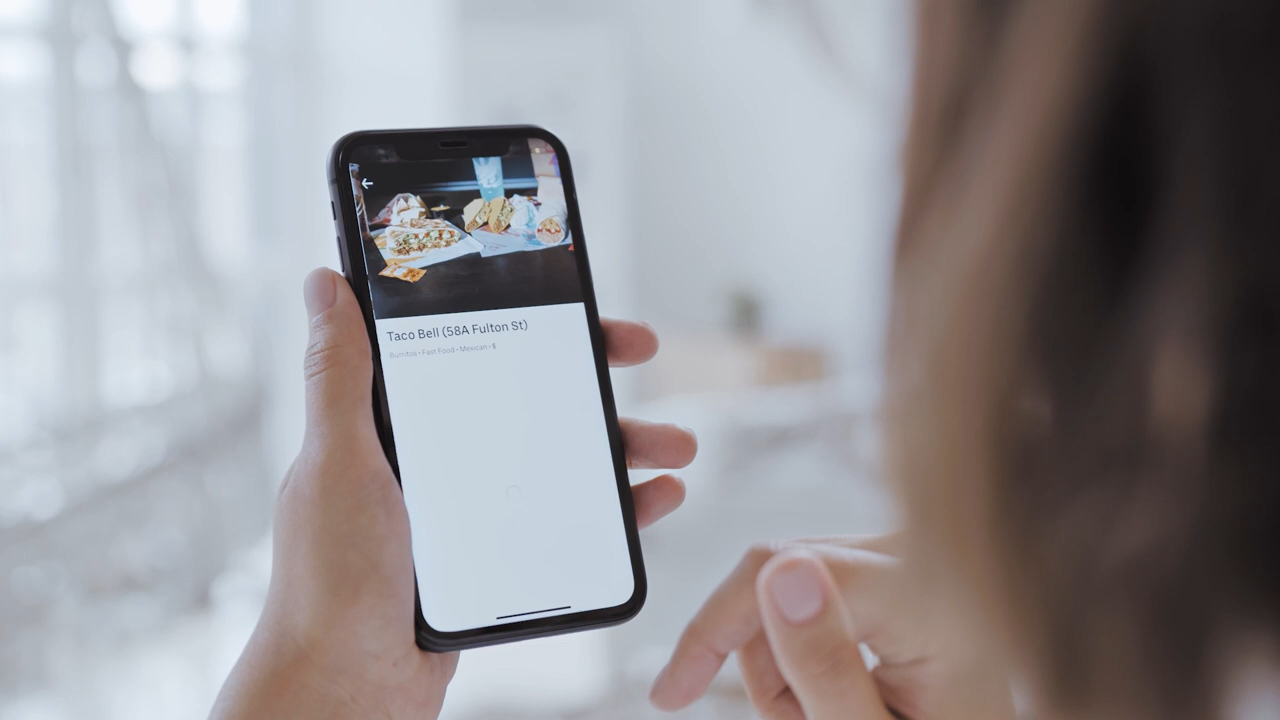 Taco Bell (58A Fulton St)
Burritos • Fast Food • Mexican • $